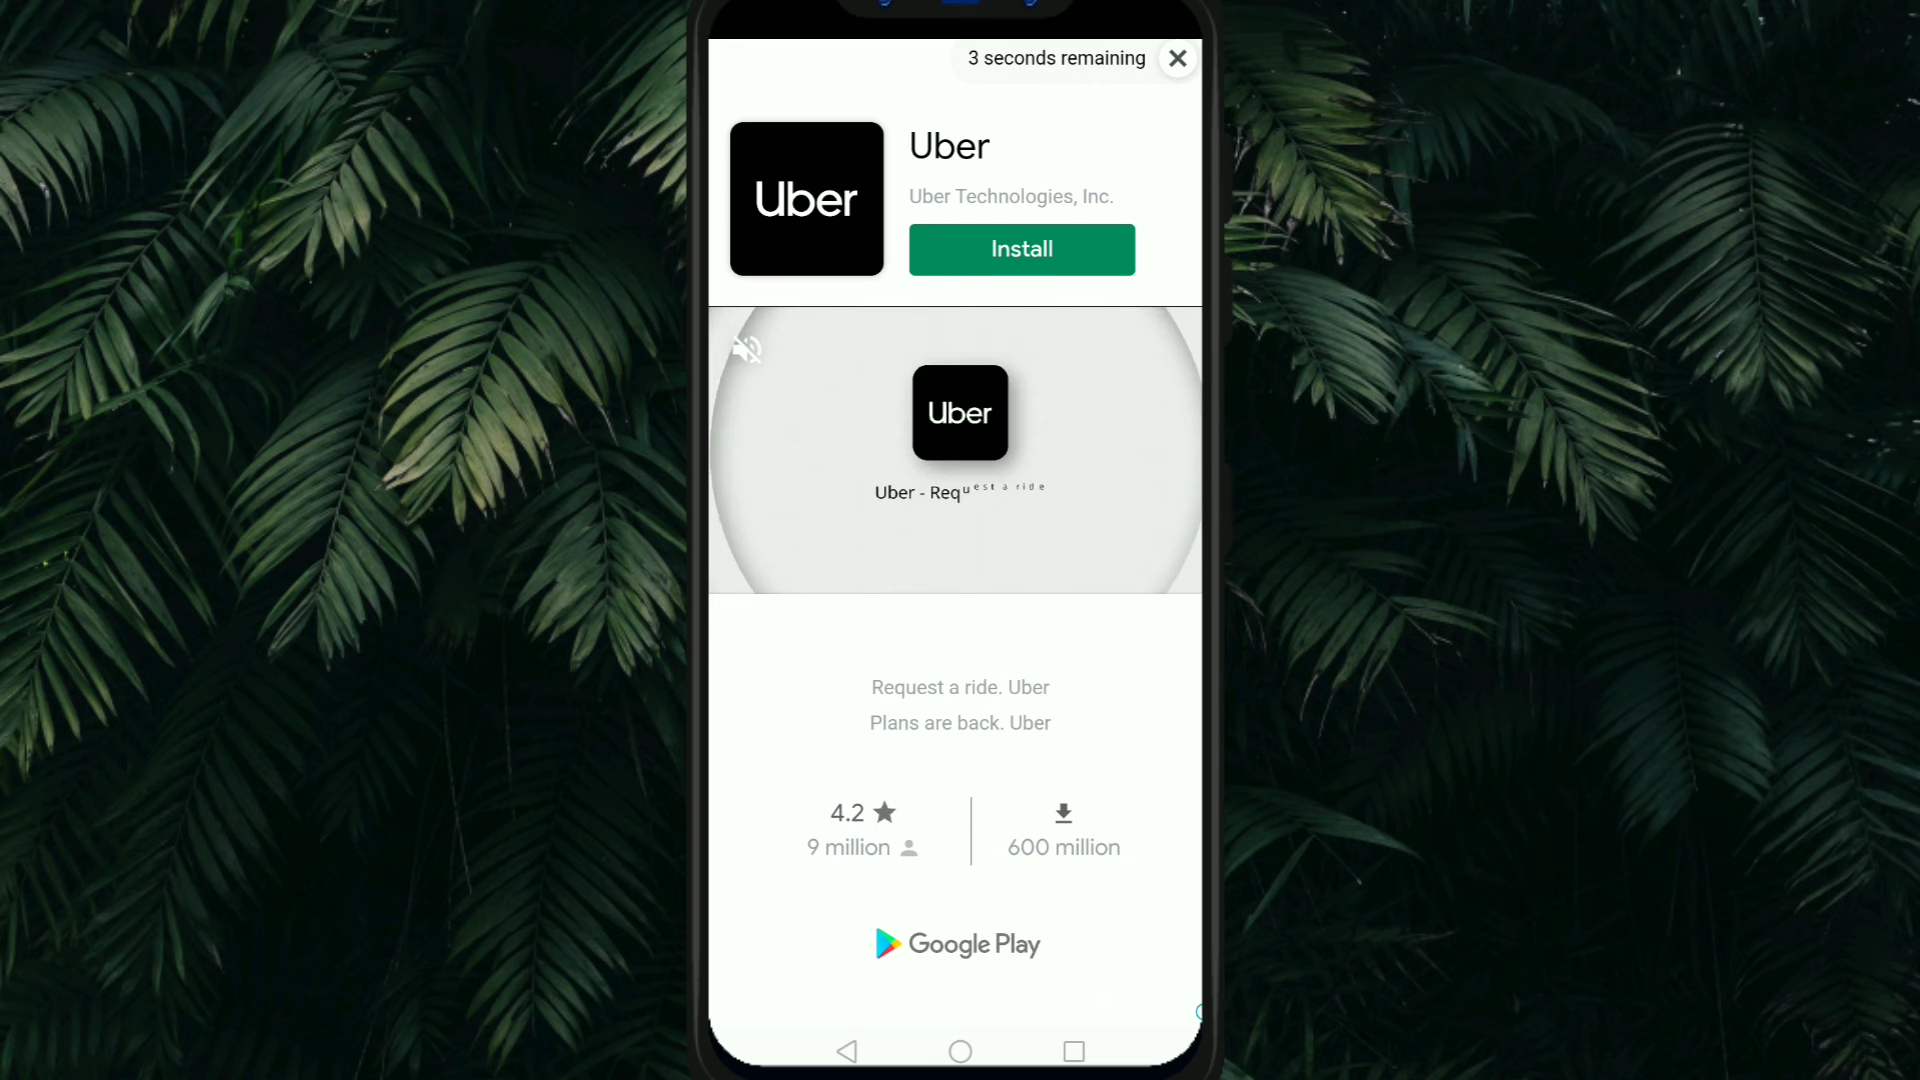 3 seconds remaining
Uber
Uber
Uber Technologies, Inc.
Install
Uber
Uber - Request a ride
Request a ride. Uber
Plans are back. Uber
4.2
9 million
600 million
Google Play